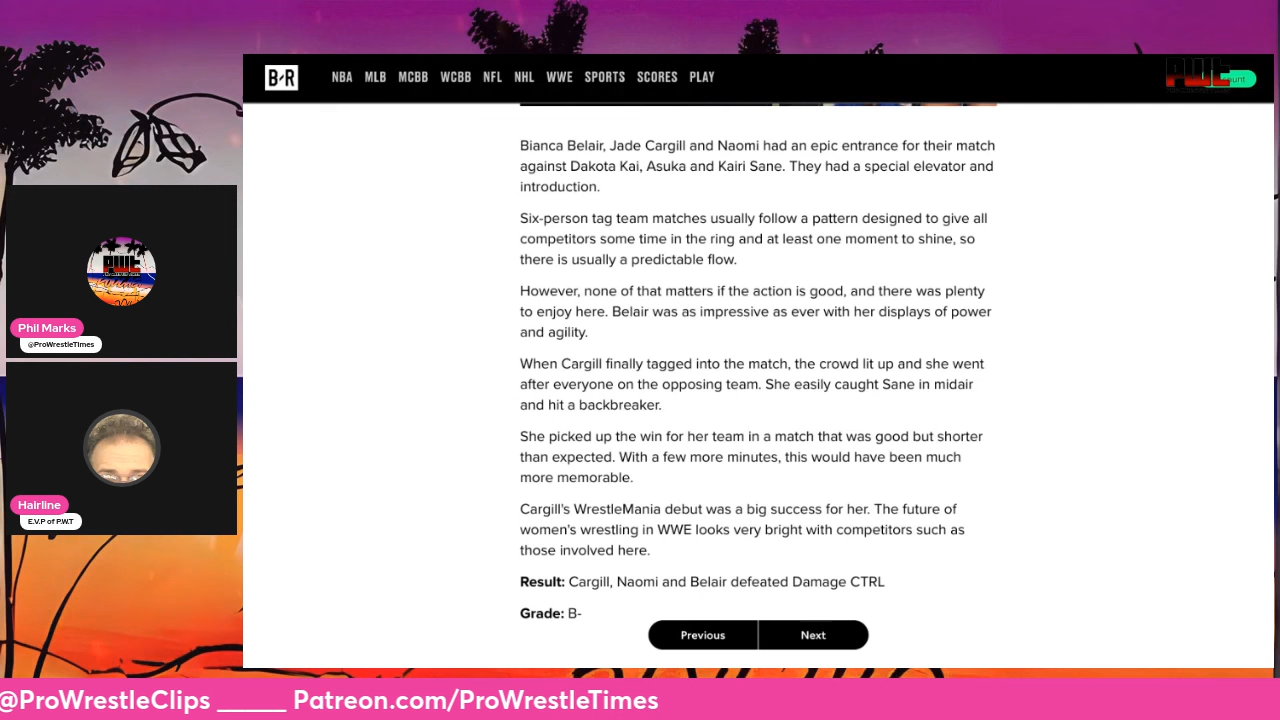 B/R
NBA MLB MCBB WCBB NFL NHL WWE SPORTS SCORES PLAY
PWT
Bianca Belair, Jade Cargill and Naomi had an epic entrance for their match
against Dakota Kai, Asuka and Kairi Sane. They had a special elevator and
introduction.
Six-person tag team matches usually follow a pattern designed to give all
competitors some time in the ring and at least one moment to shine, so
there is usually a predictable flow.
However, none of that matters if the action is good, and there was plenty
to enjoy here. Belair was as impressive as ever with her displays of power
and agility.
When Cargill finally tagged into the match, the crowd lit up and she went
after everyone on the opposing team. She easily caught Sane in midair
and hit a backbreaker.
She picked up the win for her team in a match that was good but shorter
than expected. With a few more minutes, this would have been much
more memorable.
Cargill's WrestleMania debut was a big success for her. The future of
women's wrestling in WWE looks very bright with competitors such as
those involved here.
Result: Cargill, Naomi and Belair defeated Damage CTRL
Grade: B-
Previous Next
PWT
Phil Marks
@ProWrestleTimes
Hairline
E.V.P of P.W.T
@ProWrestleClips ______ Patreon.com/ProWrestleTimes